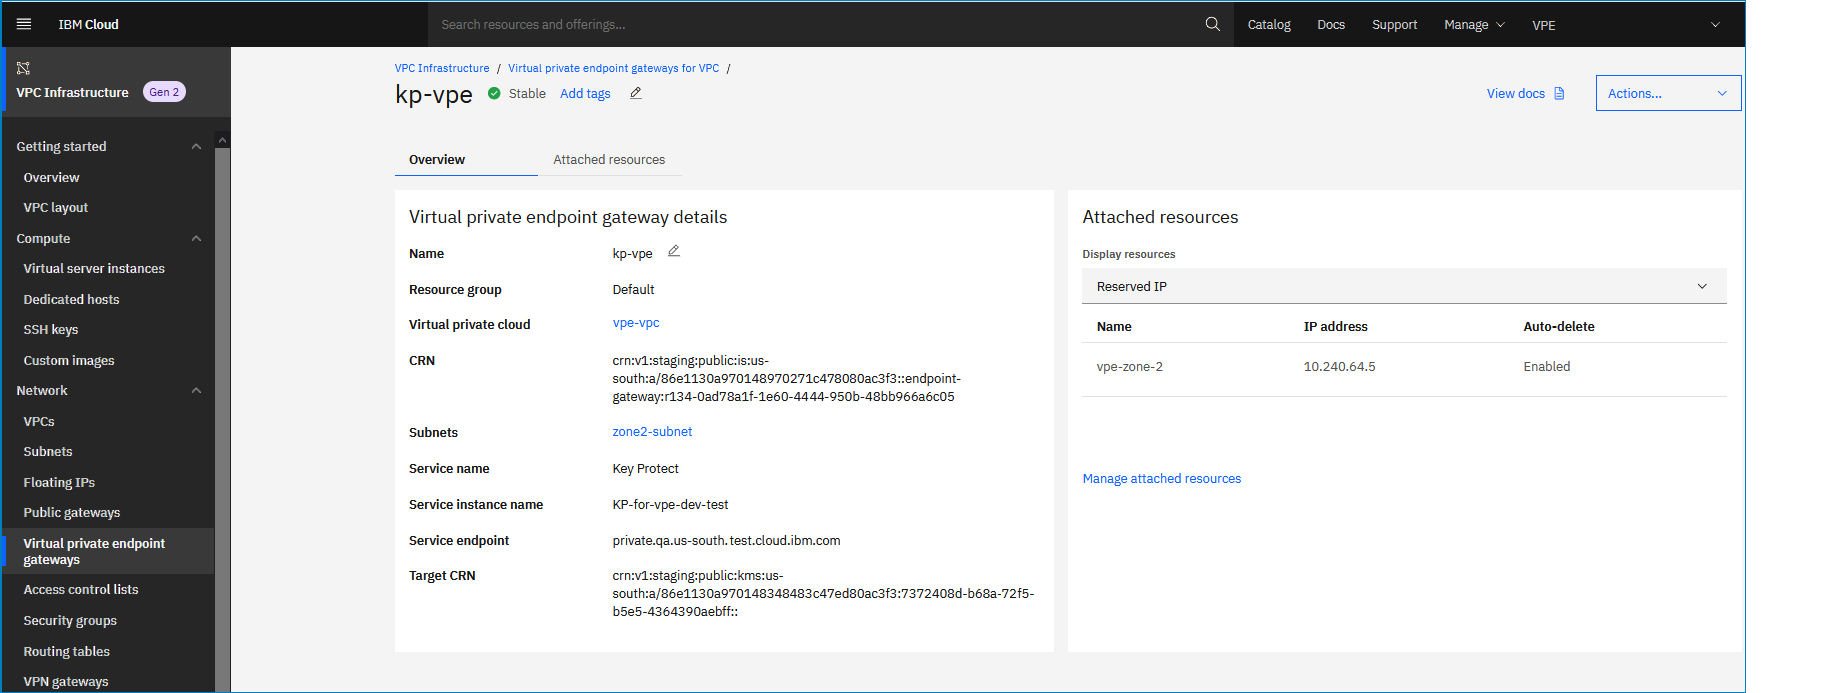 IBM Cloud
Search resources and offerings...
Catalog
Docs
Support
Manage
VPE
VPC Infrastructure
Gen 2
Getting started
Overview
VPC layout
Compute
Virtual server instances
Dedicated hosts
SSH keys
Custom images
Network
VPCs
Subnets
Floating IPs
Public gateways
Virtual private endpoint
gateways
Access control lists
Security groups
Routing tables
VPN gateways
VPC Infrastructure / Virtual private endpoint gateways for VPC /
kp-vpe
Stable
Add tags
View docs
Actions...
Overview
Attached resources
Virtual private endpoint gateway details
Name kp-vpe
Resource group Default
Virtual private cloud vpe-vpc
CRN crn:v1:staging:public:is:us-
south:a/86e1130a970148970271c478080ac3f3::endpoint-
gateway:r134-0ad78a1f-1e60-4444-950b-48bb966a6c05
Subnets zone2-subnet
Service name Key Protect
Service instance name KP-for-vpe-dev-test
Service endpoint private.qa.us-south.test.cloud.ibm.com
Target CRN crn:v1:staging:public:kms:us-
south:a/86e1130a970148348483c47ed80ac3f3:7372408d-b68a-72f5-
b5e5-4364390aebff::
Attached resources
Display resources
Reserved IP
Name IP address Auto-delete
vpe-zone-2 10.240.64.5 Enabled
Manage attached resources